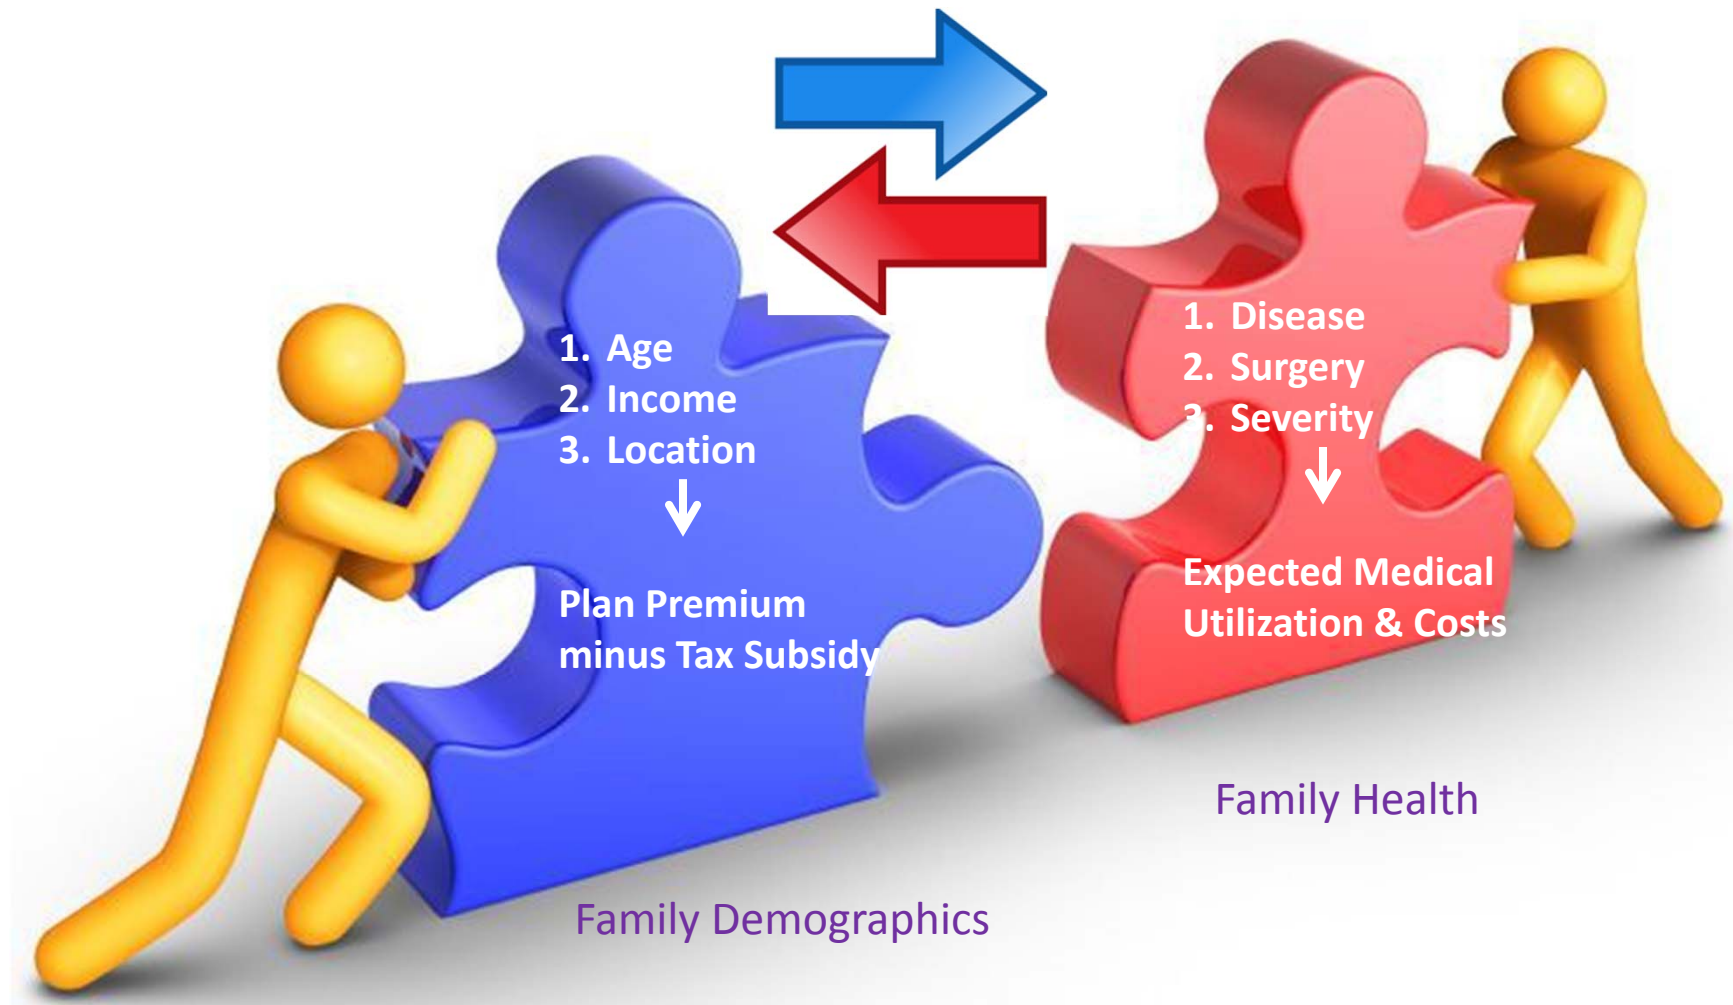 1. Age
2. Income
3. Location
Plan Premium
minus Tax Subsidy
1. Disease
2. Surgery
3. Severity
Expected Medical
Utilization & Costs
Family Health
Family Demographics